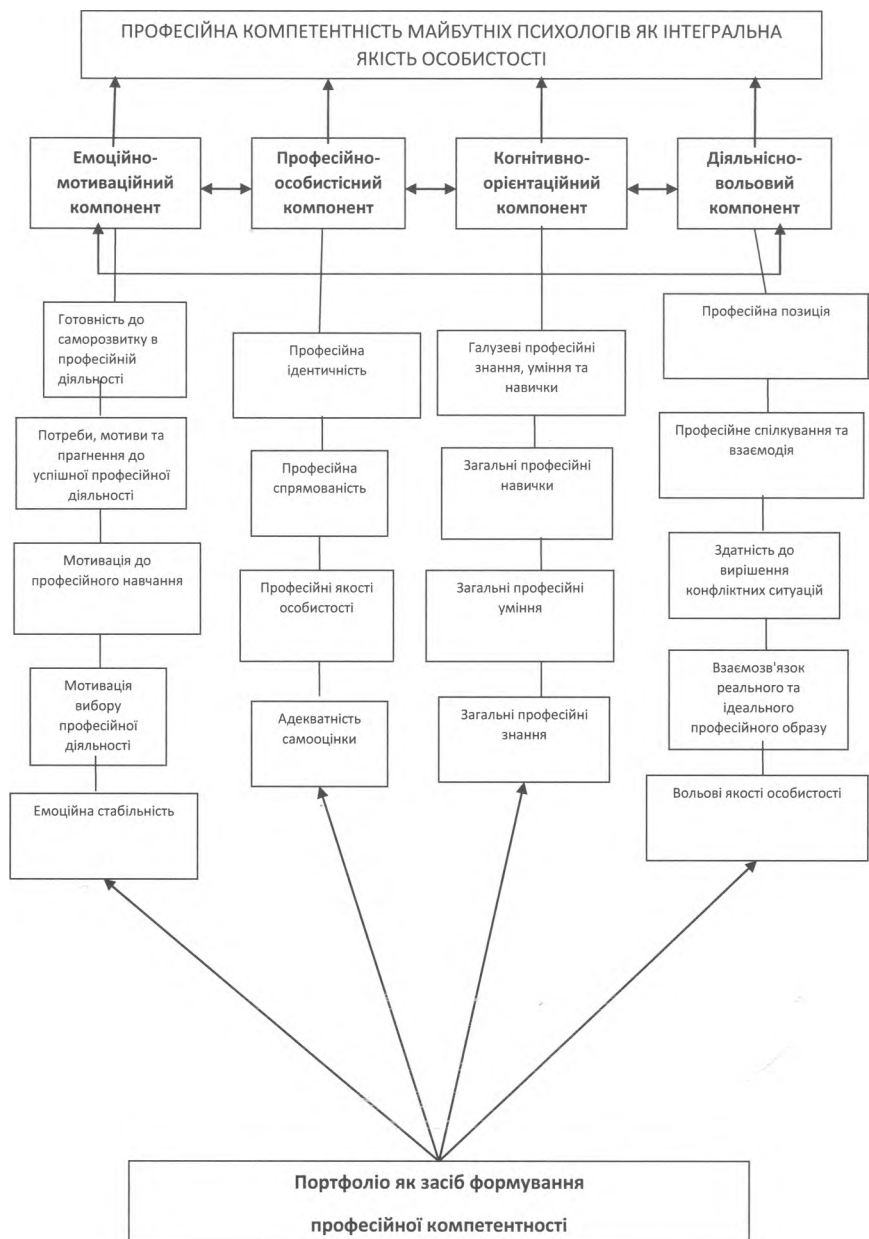 ПРОФЕСІЙНА КОМПЕТЕНТНІСТЬ МАЙБУТНІХ ПСИХОЛОГІВ ЯК ІНТЕГРАЛЬНА
ЯКІСТЬ ОСОБИСТОСТІ
Емоційно-
мотиваційний
компонент
Професійно-
особистісний
компонент
Когнитивно-
орієнтаційний
компонент
Діяльнісно-
вольовий
компонент
Готовність до
саморозвитку в
професійній
діяльності
Потреби, мотиви та
прагнення до
успішної професійної
діяльності
Мотивація до
професійного навчання
Мотивація
вибору
професійної
діяльності
Емоційна стабільність
Професійна
ідентичність
Професійна
спрямованість
Професійні якості
особистості
Адекватність
самооцінки
Галузеві професійні
знання, уміння та
навички
Загальні професійні
навички
Загальні професійні
уміння
Загальні професійні
знання
Професійна позиція
Професійне спілкування та
взаємодія
Здатність до
вирішення
конфліктних ситуацій
Взаємозв'язок
реального та
ідеального
професійного образу
Вольові якості особистості
Портфоліо як засіб формування
професійної компетентності